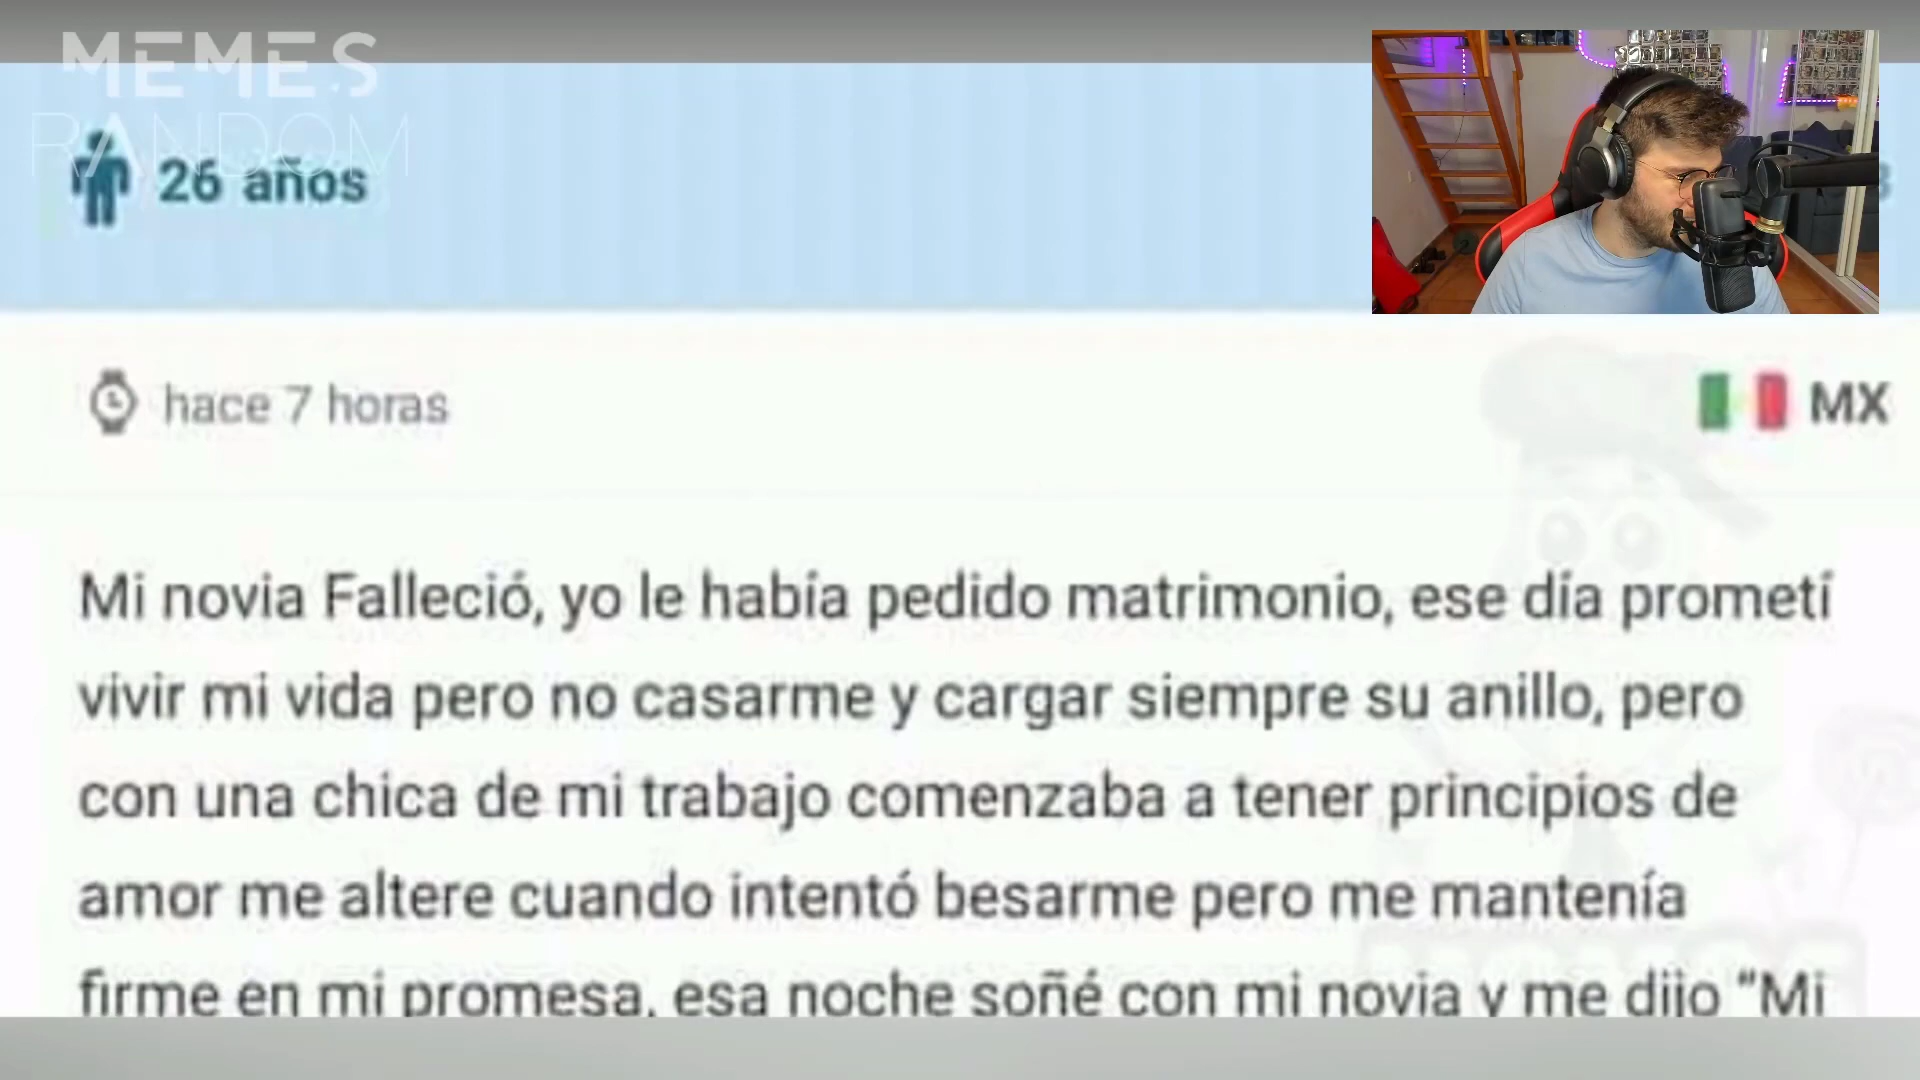 MEMES
RANDOM
26 años
hace 7 horas
MX
Mi novia Falleció, yo le había pedido matrimonio, ese día prometí
vivir mi vida pero no casarme y cargar siempre su anillo, pero
con una chica de mi trabajo comenzaba a tener principios de
amor me altere cuando intentó besarme pero me mantenía
firme en mi promesa, esa noche soñé con mi novia y me dijo “Mi